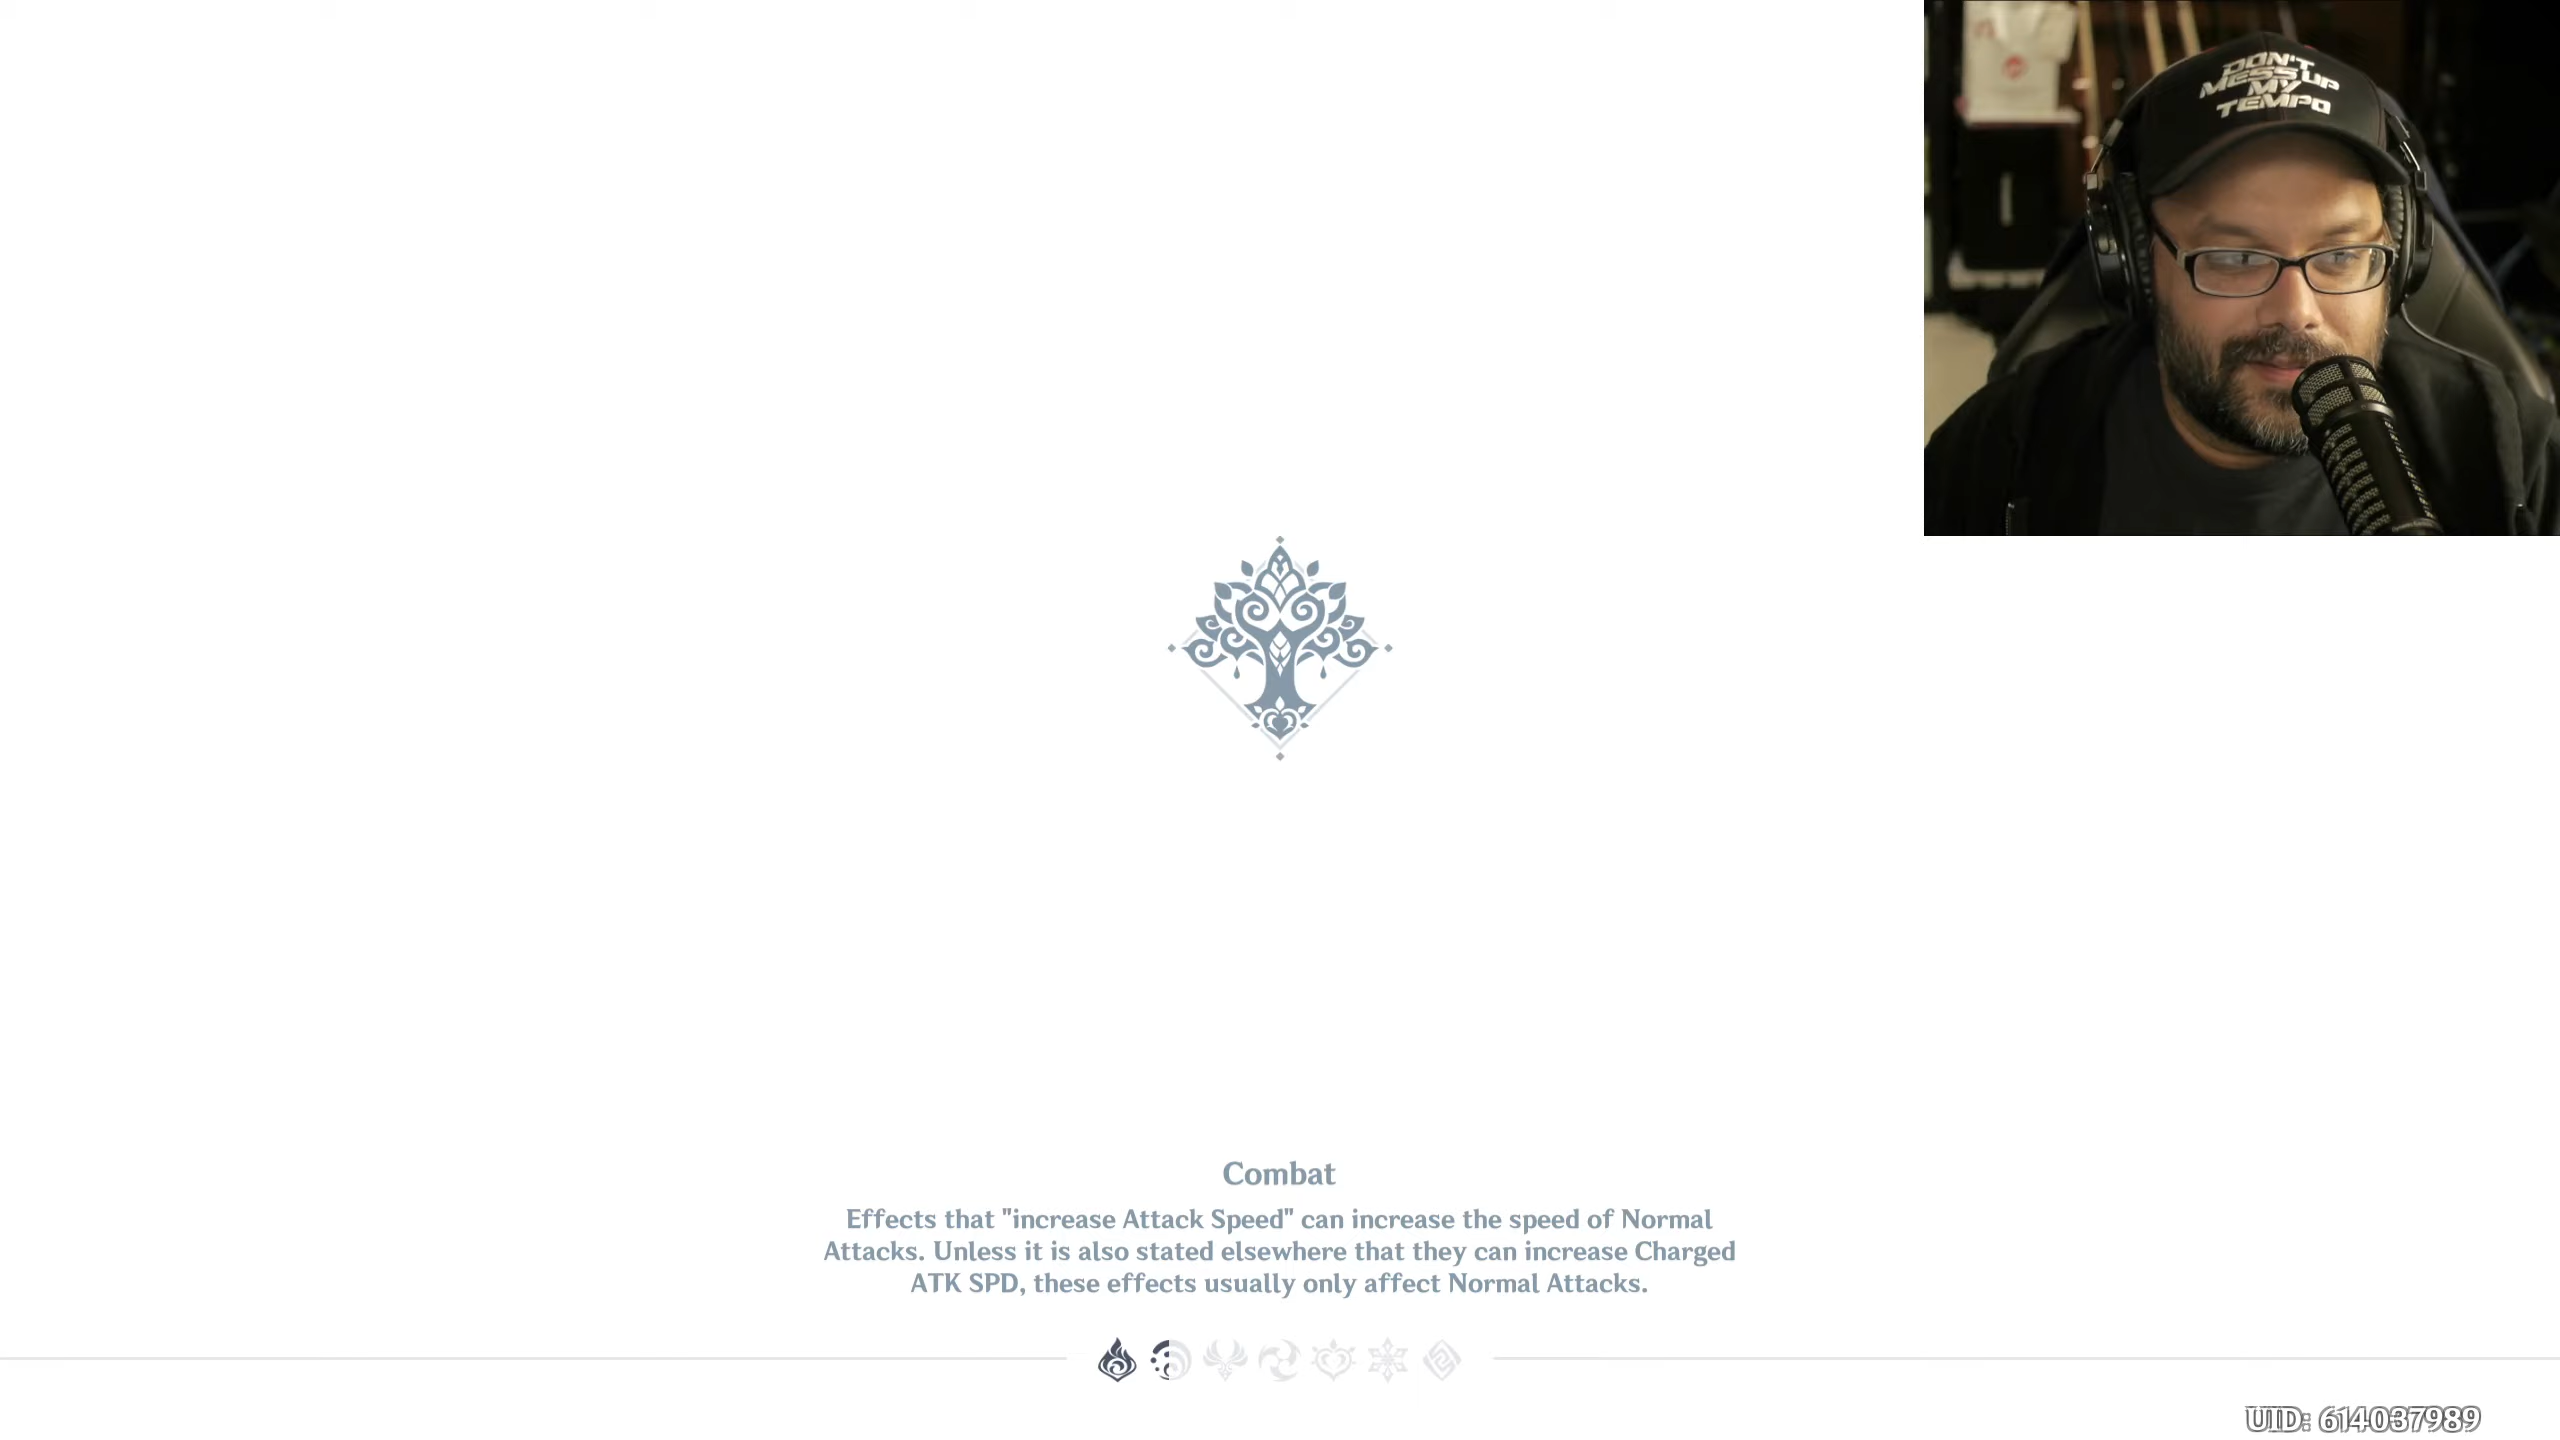 DON'T
MESS UP
MY
TEMPO
Combat
Effects that "increase Attack Speed" can increase the speed of Normal
Attacks. Unless it is also stated elsewhere that they can increase Charged
ATK SPD, these effects usually only affect Normal Attacks.
UID: 614037989